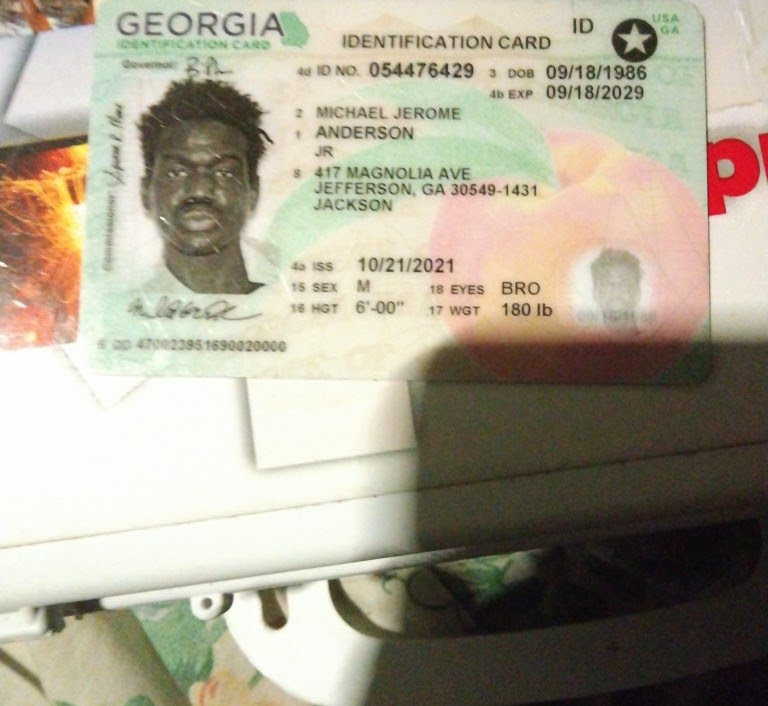 GEORGIA
IDENTIFICATION CARD
IDENTIFICATION CARD
ID
USA
GA
Governor:
4d ID NO. 054476429
3 DOB 09/18/1986
4b EXP 09/18/2029
2 MICHAEL JEROME
1 ANDERSON
JR
8 417 MAGNOLIA AVE
JEFFERSON, GA 30549-1431
JACKSON
Commissioner
4a ISS 10/21/2021
15 SEX M
18 EYES BRO
16 HGT 6'-00"
17 WGT 180 lb
5 DD 470023951690020000